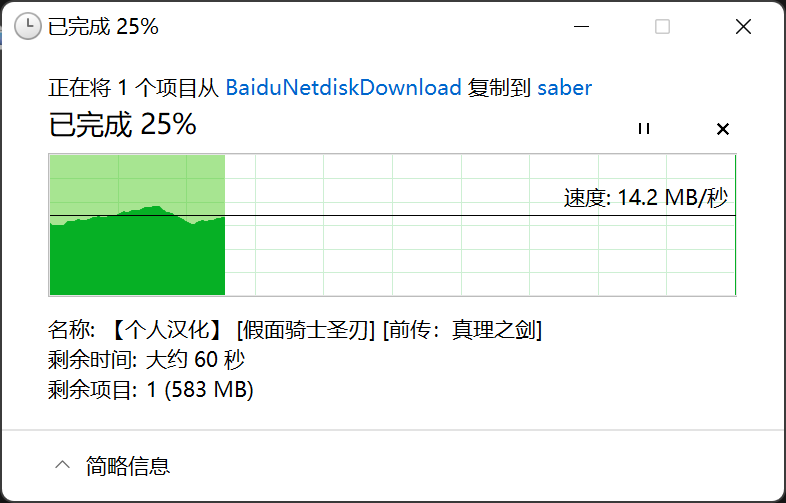 已完成 25%
正在将 1 个项目从 BaiduNetdiskDownload 复制到 saber
已完成 25%
速度: 14.2 MB/秒
名称: 【个人汉化】 [假面骑士圣刃] [前传：真理之剑]
剩余时间: 大约 60 秒
剩余项目: 1 (583 MB)
简略信息